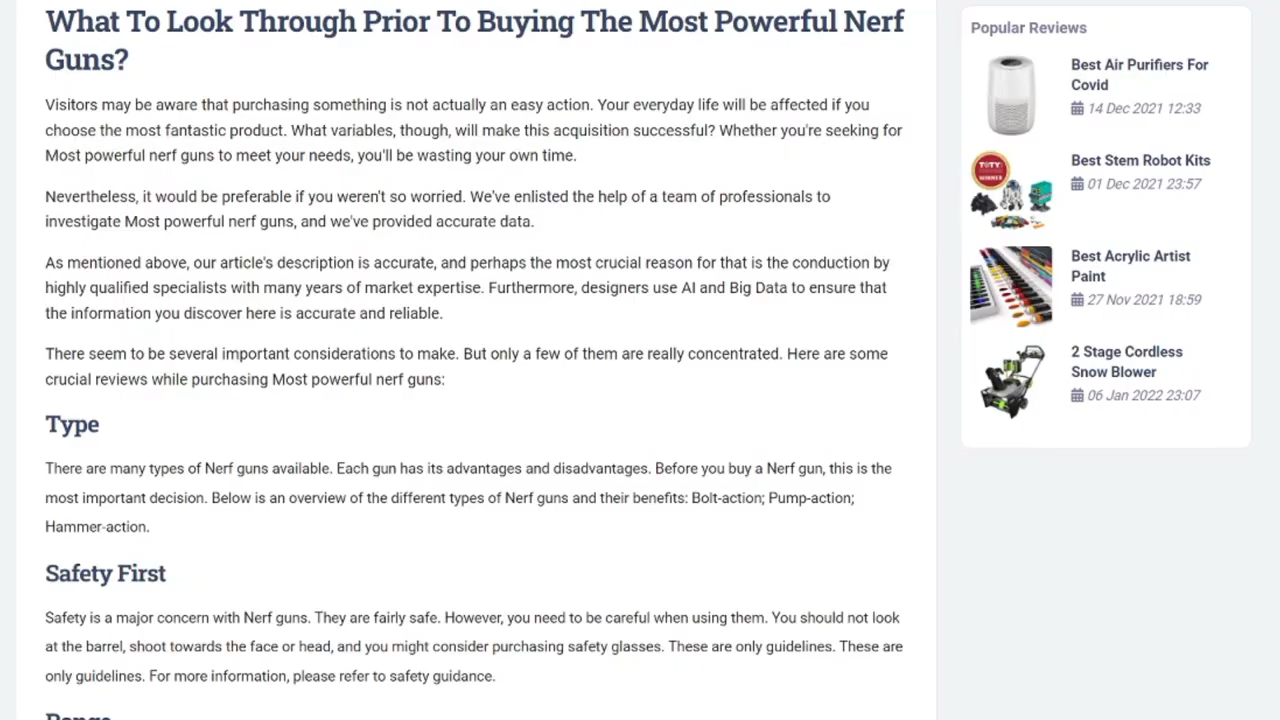 What To Look Through Prior To Buying The Most Powerful Nerf
Guns?
Visitors may be aware that purchasing something is not actually an easy action. Your everyday life will be affected if you
choose the most fantastic product. What variables, though, will make this acquisition successful? Whether you're seeking for
Most powerful nerf guns to meet your needs, you'll be wasting your own time.
Nevertheless, it would be preferable if you weren't so worried. We've enlisted the help of a team of professionals to
investigate Most powerful nerf guns, and we've provided accurate data.
As mentioned above, our article's description is accurate, and perhaps the most crucial reason for that is the conduction by
highly qualified specialists with many years of market expertise. Furthermore, designers use AI and Big Data to ensure that
the information you discover here is accurate and reliable.
There seem to be several important considerations to make. But only a few of them are really concentrated. Here are some
crucial reviews while purchasing Most powerful nerf guns:
Type
There are many types of Nerf guns available. Each gun has its advantages and disadvantages. Before you buy a Nerf gun, this is the
most important decision. Below is an overview of the different types of Nerf guns and their benefits: Bolt-action; Pump-action;
Hammer-action.
Safety First
Safety is a major concern with Nerf guns. They are fairly safe. However, you need to be careful when using them. You should not look
at the barrel, shoot towards the face or head, and you might consider purchasing safety glasses. These are only guidelines. These are
only guidelines. For more information, please refer to safety guidance.
Range
Popular Reviews
Best Air Purifiers For
Covid
14 Dec 2021 12:33
TOTY
WINNER
Best Stem Robot Kits
01 Dec 2021 23:57
Best Acrylic Artist
Paint
27 Nov 2021 18:59
2 Stage Cordless
Snow Blower
06 Jan 2022 23:07